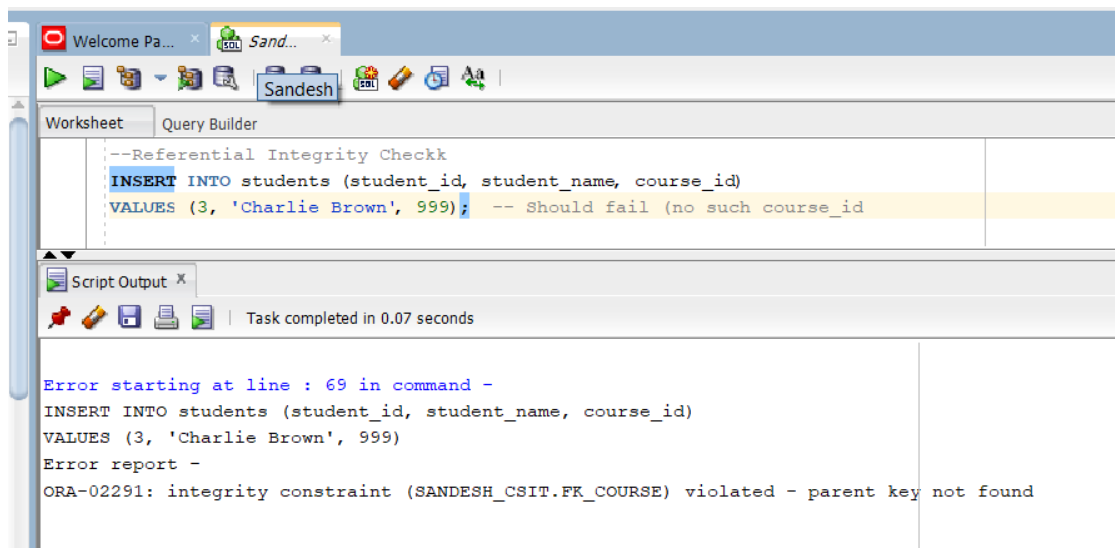 Welcome Pa...
Sand...
Sandesh
Worksheet Query Builder
--Referential Integrity Checkk
INSERT INTO students (student_id, student_name, course_id)
VALUES (3, 'Charlie Brown', 999); -- Should fail (no such course_id
Script Output
Task completed in 0.07 seconds
Error starting at line : 69 in command -
INSERT INTO students (student_id, student_name, course_id)
VALUES (3, 'Charlie Brown', 999)
Error report -
ORA-02291: integrity constraint (SANDESH_CSIT.FK_COURSE) violated - parent key not found